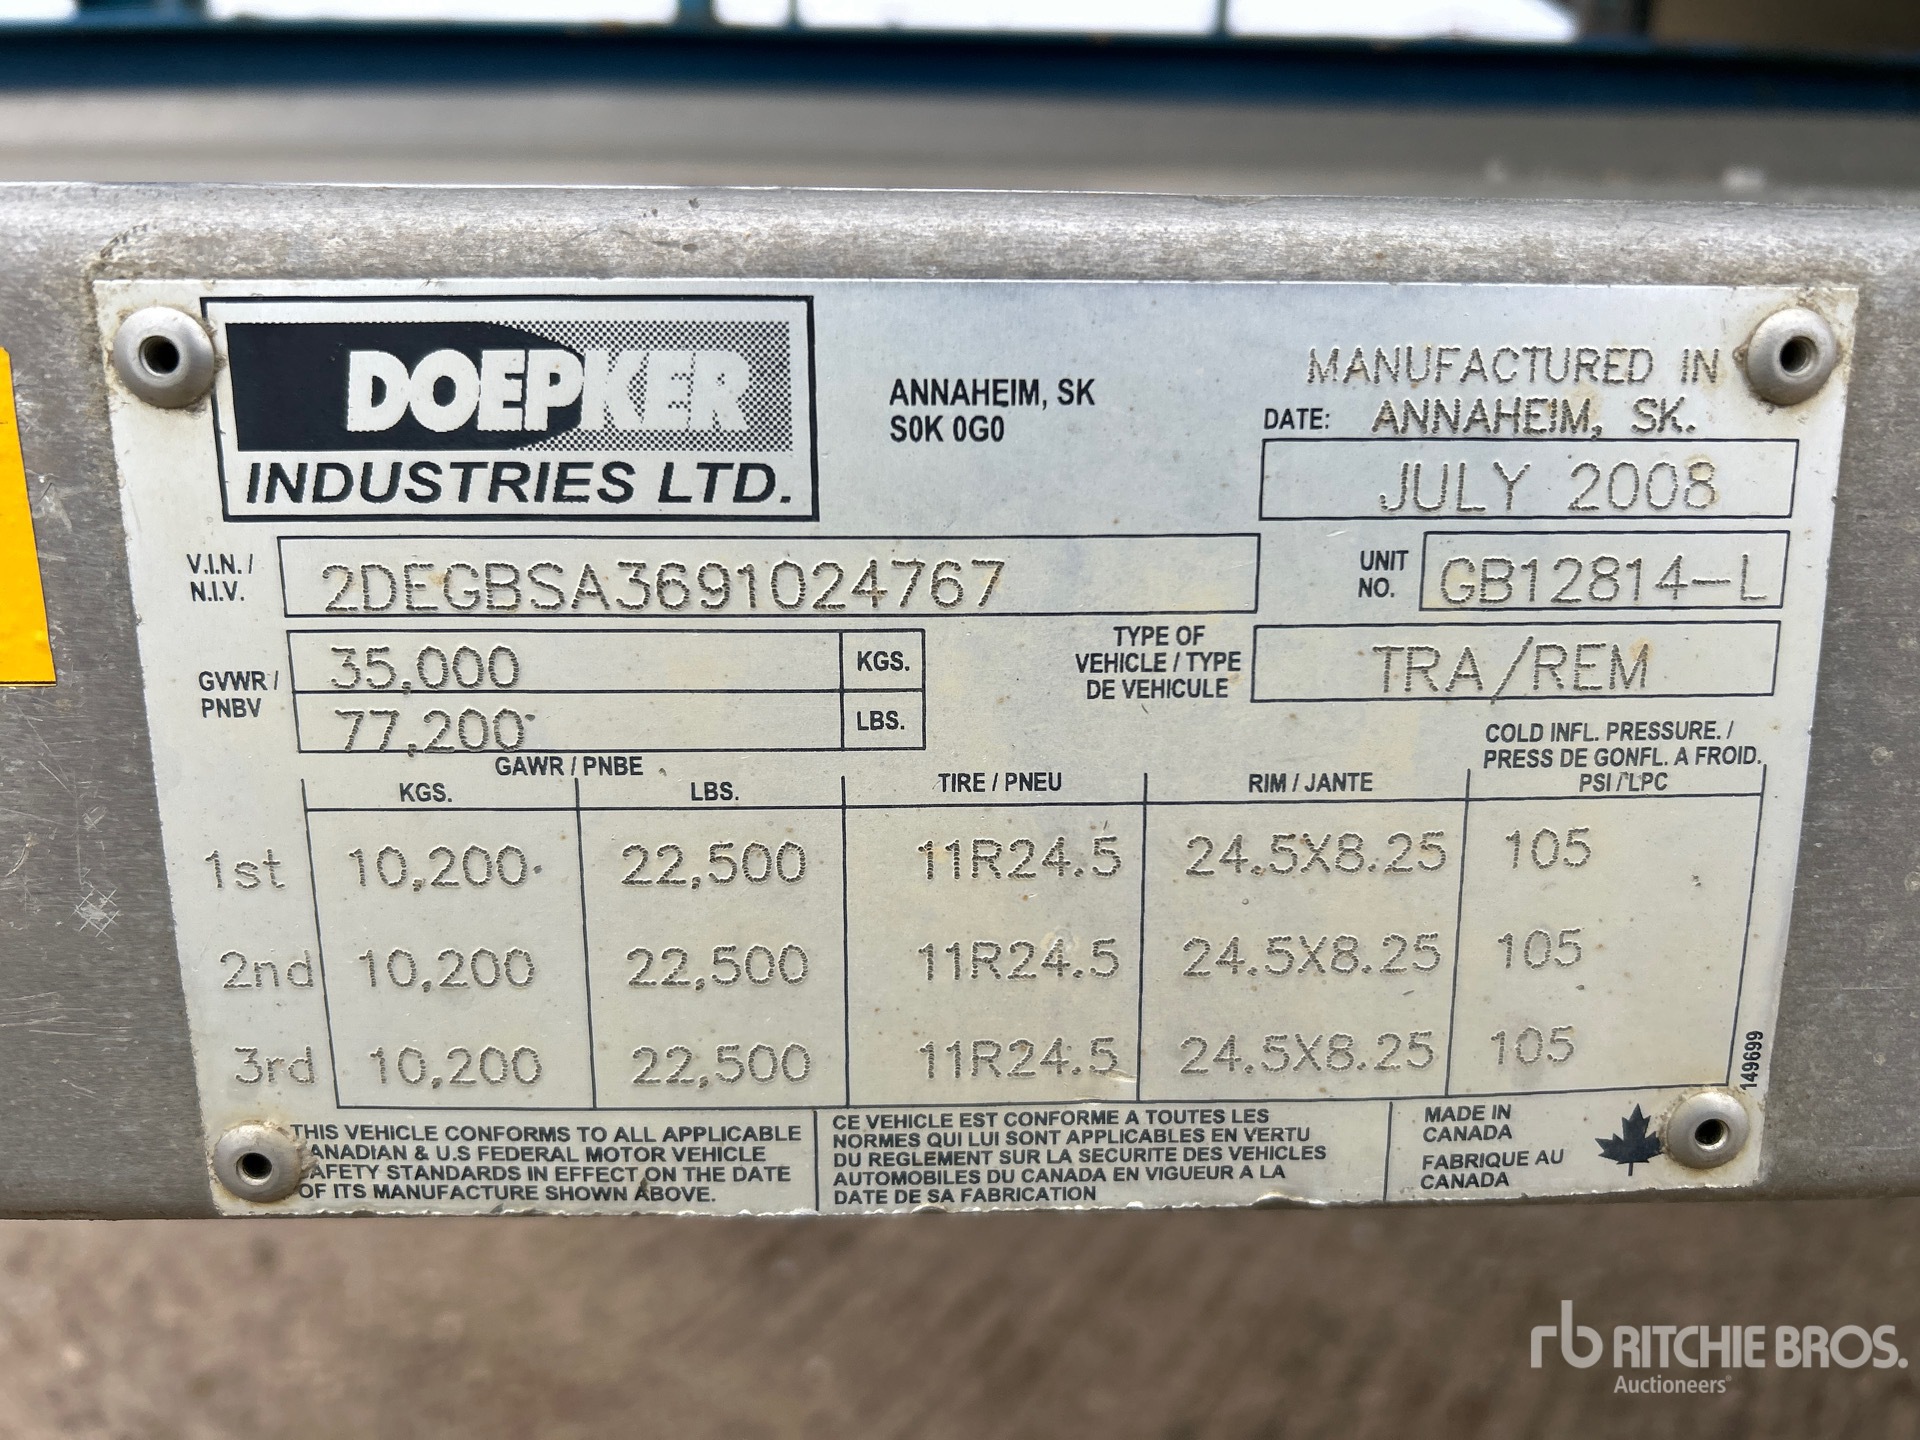 DOEPKER
INDUSTRIES LTD.
ANNAHEIM, SK
S0K 0G0
MANUFACTURED IN
DATE: ANNAHEIM, SK.
JULY 2008
V.I.N. /
N.I.V.
2DEGBSA3691024767
UNIT
NO.
GB12814-L
GVWR /
PNBV
35,000 KGS.
77,200 LBS.
TYPE OF
VEHICLE / TYPE
DE VEHICULE
TRA/REM
GAWR / PNBE
COLD INFL. PRESSURE. /
PRESS DE GONFL. A FROID.
KGS. LBS. TIRE / PNEU RIM / JANTE PSI / LPC
1st 10,200 22,500 11R24.5 24.5X8.25 105
2nd 10,200 22,500 11R24.5 24.5X8.25 105
3rd 10,200 22,500 11R24.5 24.5X8.25 105
149699
THIS VEHICLE CONFORMS TO ALL APPLICABLE
ANADIAN & U.S FEDERAL MOTOR VEHICLE
AFETY STANDARDS IN EFFECT ON THE DATE
OF ITS MANUFACTURE SHOWN ABOVE.
CE VEHICLE EST CONFORME A TOUTES LES
NORMES QUI LUI SONT APPLICABLES EN VERTU
DU REGLEMENT SUR LA SECURITE DES VEHICLES
AUTOMOBILES DU CANADA EN VIGUEUR A LA
DATE DE SA FABRICATION
MADE IN
CANADA
FABRIQUE AU
CANADA
rb RITCHIE BROS.
Auctioneers